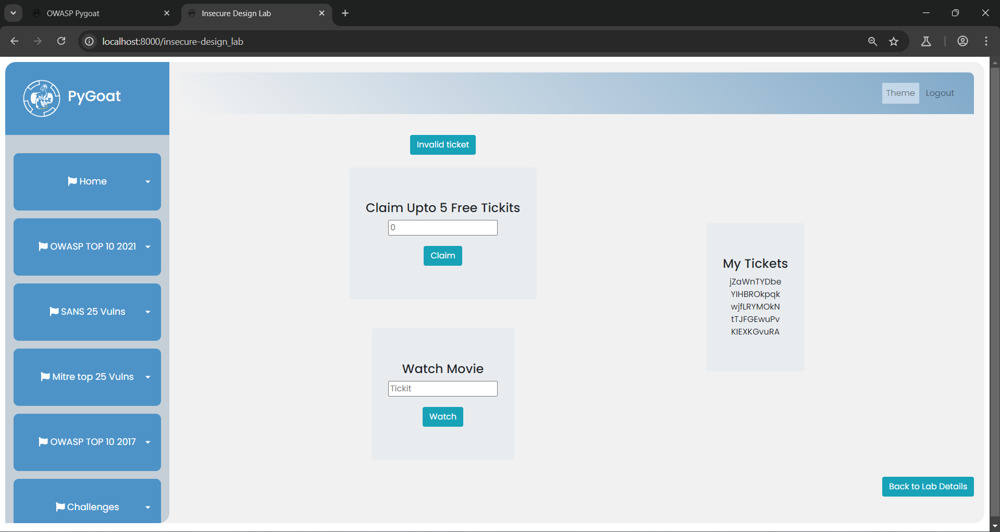 OWASP Pygoat
Insecure Design Lab
localhost:8000/insecure-design_lab
PyGoat
Theme
Logout
Home
OWASP TOP 10 2021
SANS 25 Vulns
Mitre top 25 Vulns
OWASP TOP 10 2017
Challenges
Invalid ticket
Claim Upto 5 Free Tickits
0
Claim
Watch Movie
Tickit
Watch
My Tickets
jZaWnTYDbe
YIHBROkpqk
wjfLRYMOkN
tTJFGEwuPv
KIEXKGvuRA
Back to Lab Details